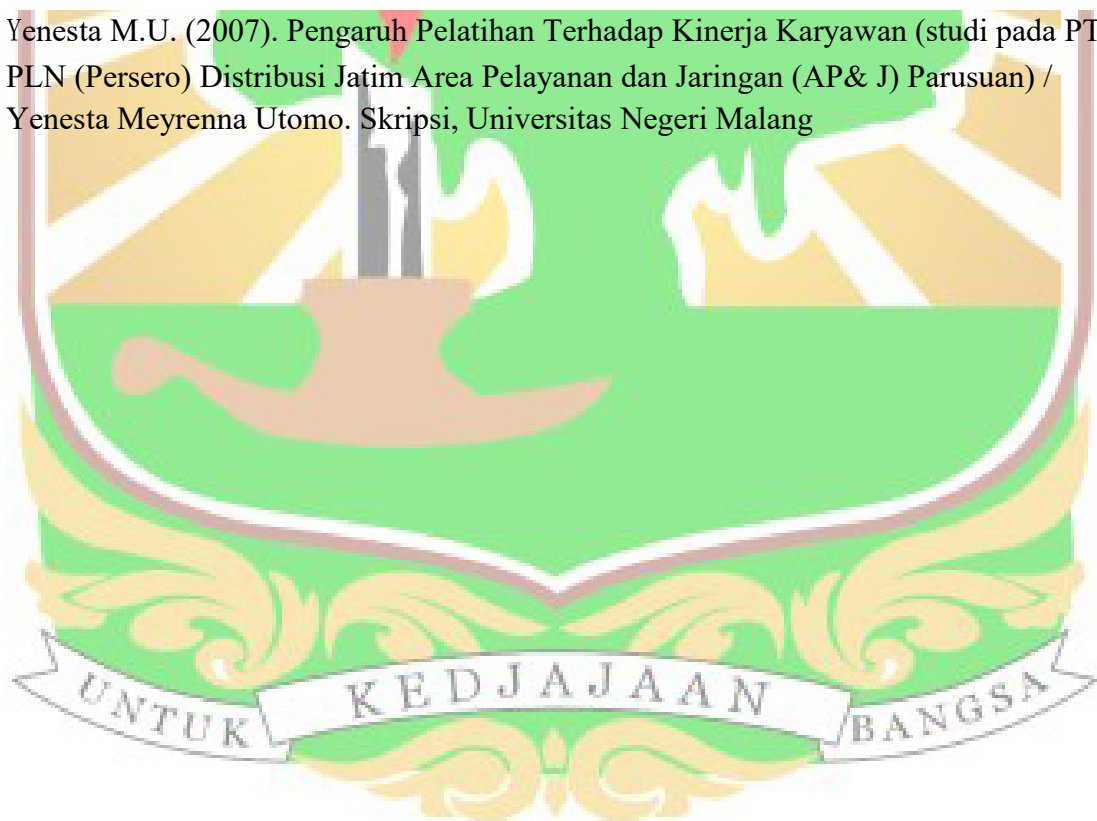 Yenesta M.U. (2007). Pengaruh Pelatihan Terhadap Kinerja Karyawan (studi pada PT
PLN (Persero) Distribusi Jatim Area Pelayanan dan Jaringan (AP& J) Parusuan) /
Yenesta Meyrenna Utomo. Skripsi, Universitas Negeri Malang
UNTUK KEDJAJAAN BANGSA